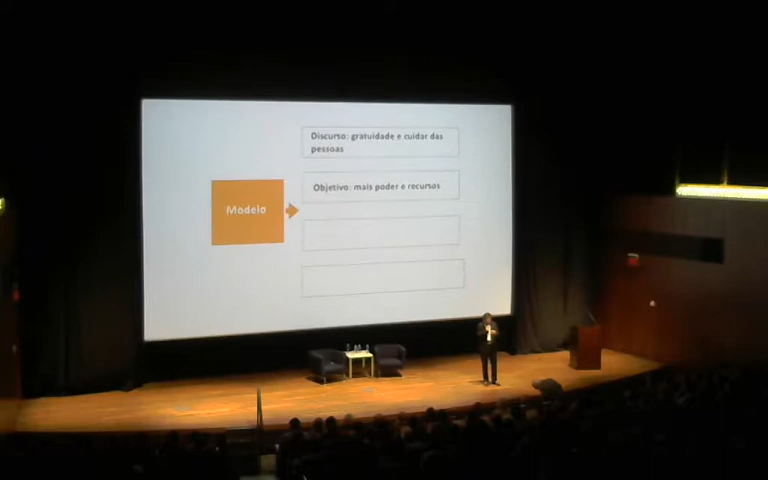 Discurso: gratuidade e cuidar das
pessoas
Objetivo: mais poder e recursos
Modelo